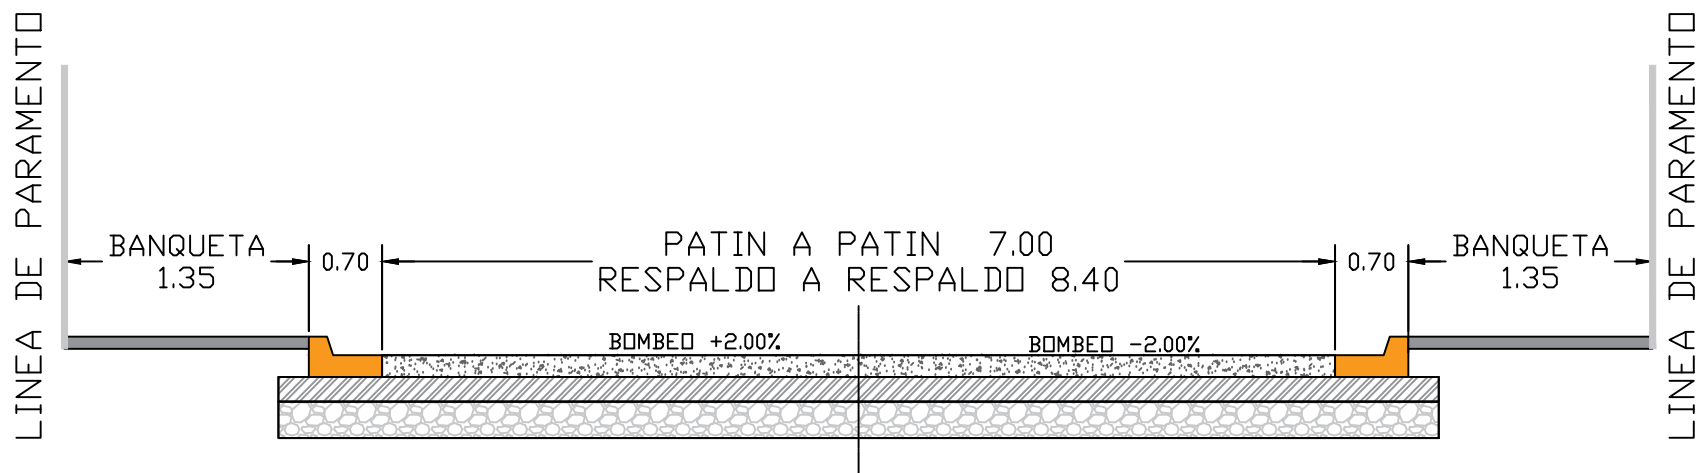 LINEA DE PARAMENTO
BANQUETA
1.35
0.70
PATIN A PATIN 7.00
RESPALDO A RESPALDO 8.40
0.70
BANQUETA
1.35
BOMBEO +2.00%
BOMBEO -2.00%
LINEA DE PARAMENTO